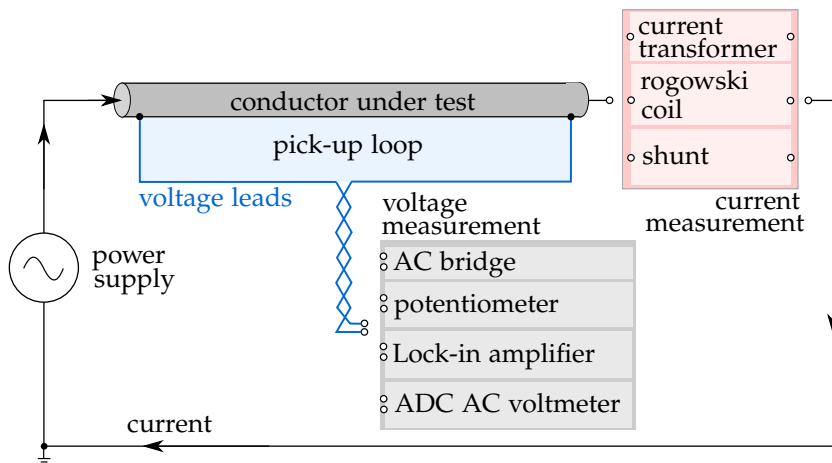 current
transformer
rogowski
coil
shunt
current
measurement
conductor under test
pick-up loop
voltage leads
voltage
measurement
AC bridge
potentiometer
Lock-in amplifier
ADC AC voltmeter
power
supply
current